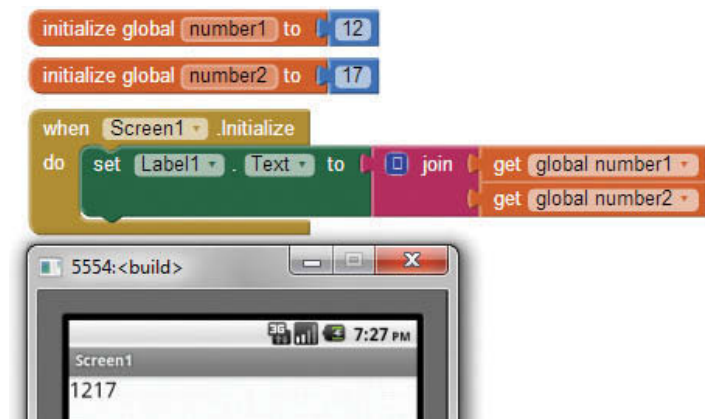 initialize global number1 to 12
initialize global number2 to 17
when Screen1 .Initialize
do set Label1 . Text to join get global number1
get global number2
5554:<build>
3G 7:27 PM
Screen1
1217